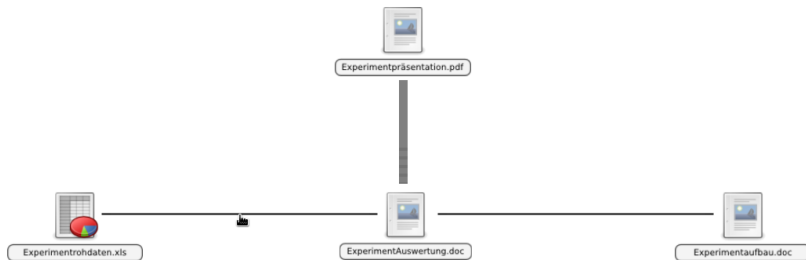 Experimentpräsentation.pdf
Experimentrohdaten.xls
ExperimentAuswertung.doc
Experimentaufbau.doc